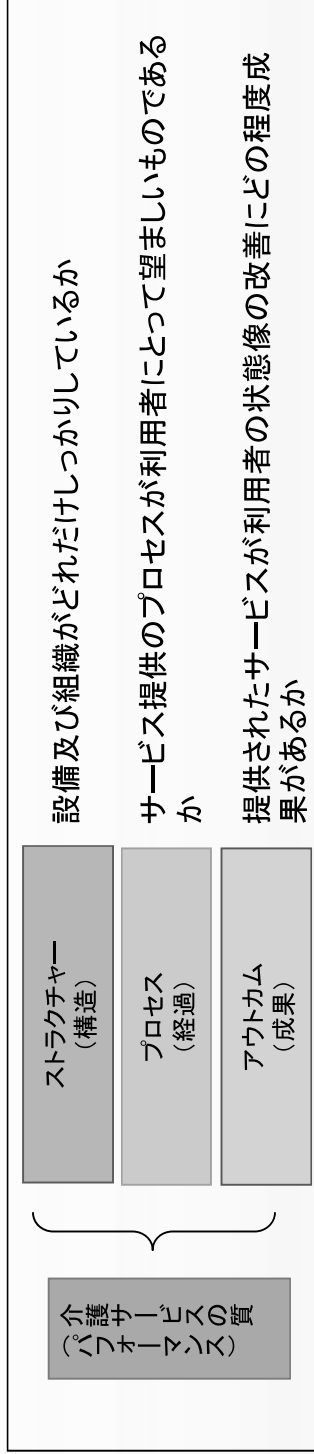 介護サービスの質
（パフォーマンス）
ストラクチャー
（構造）
設備及び組織がどれだけしっかりしているか
プロセス
（経過）
サービス提供のプロセスが利用者にとって望ましいものである
か
アウトカム
（成果）
提供されたサービスが利用者の状態像の改善にどの程度成
果があるか